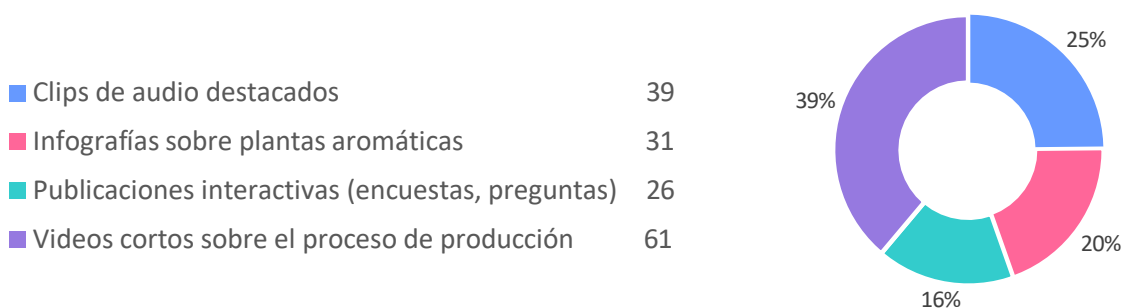 Clips de audio destacados 39
Infografías sobre plantas aromáticas 31
Publicaciones interactivas (encuestas, preguntas) 26
Videos cortos sobre el proceso de producción 61
25%
39%
20%
16%